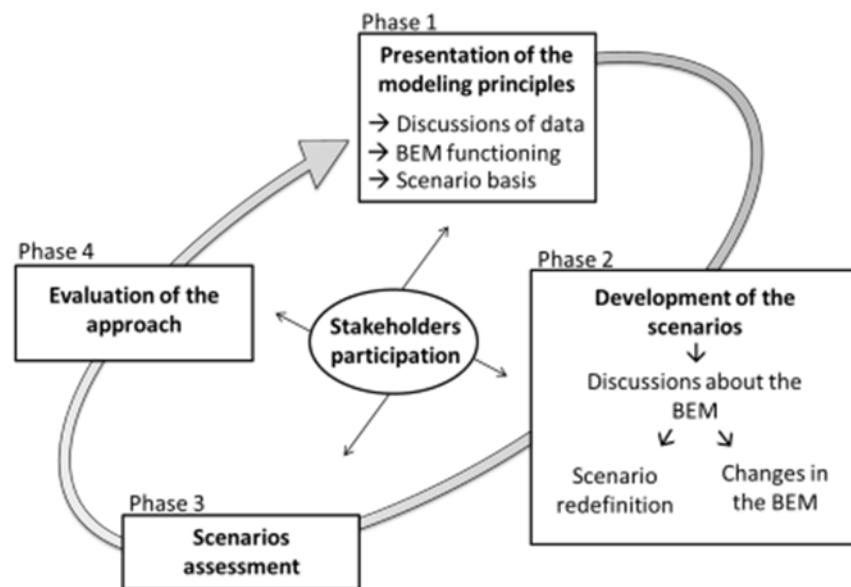 Phase 1
Presentation of the
modeling principles
→ Discussions of data
→ BEM functioning
→ Scenario basis
Phase 2
Development of the
scenarios
Discussions about the
BEM
Scenario
redefinition
Changes in
the BEM
Phase 3
Scenarios
assessment
Phase 4
Evaluation of the
approach
Stakeholders
participation